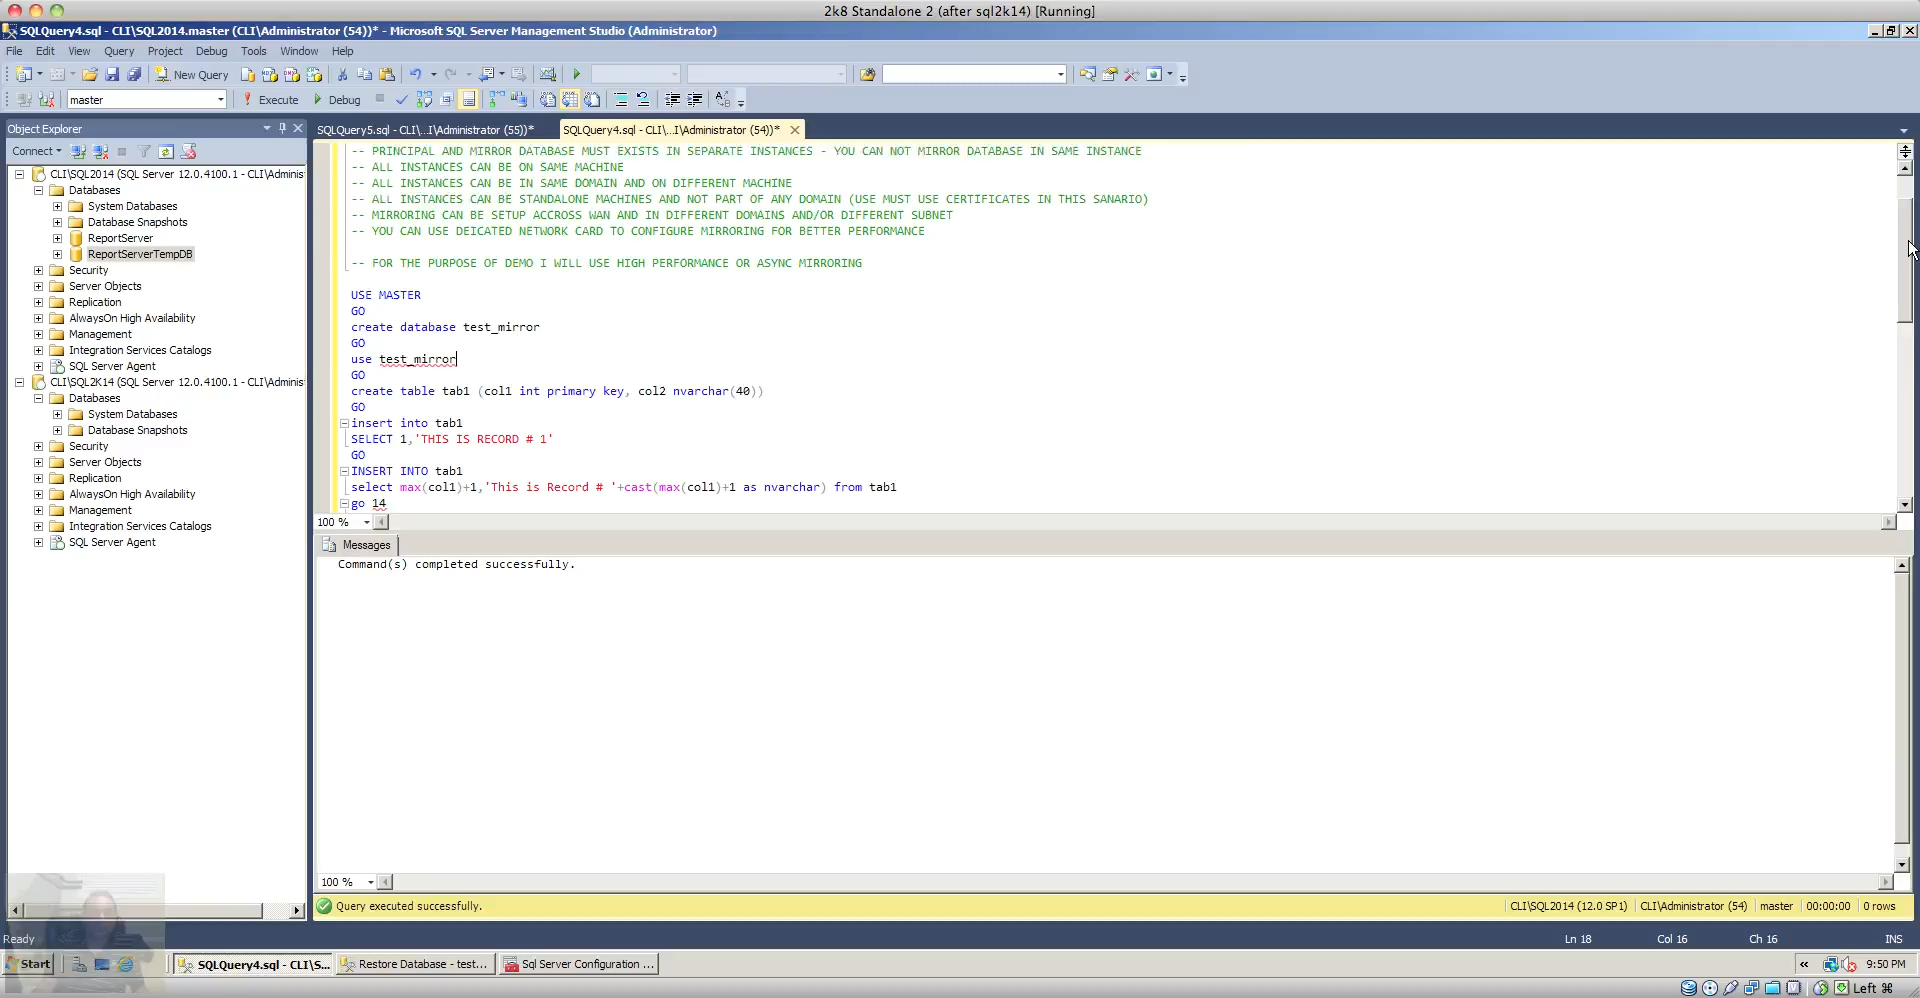 2k8 Standalone 2 (after sql2k14) [Running]
SQLQuery4.sql - CLI\SQL2014.master (CLI\Administrator (54))* - Microsoft SQL Server Management Studio (Administrator)
File Edit View Query Project Debug Tools Window Help
New Query
master Execute Debug
Object Explorer
SQLQuery5.sql - CLI\...I\Administrator (55))* SQLQuery4.sql - CLI\...I\Administrator (54))*
Connect
CLI\SQL2014 (SQL Server 12.0.4100.1 - CLI\Adminis
Databases
System Databases
Database Snapshots
ReportServer
ReportServerTempDB
Security
Server Objects
Replication
AlwaysOn High Availability
Management
Integration Services Catalogs
SQL Server Agent
CLI\SQL2K14 (SQL Server 12.0.4100.1 - CLI\Adminis
Databases
System Databases
Database Snapshots
Security
Server Objects
Replication
AlwaysOn High Availability
Management
Integration Services Catalogs
SQL Server Agent
-- PRINCIPAL AND MIRROR DATABASE MUST EXISTS IN SEPARATE INSTANCES - YOU CAN NOT MIRROR DATABASE IN SAME INSTANCE
-- ALL INSTANCES CAN BE ON SAME MACHINE
-- ALL INSTANCES CAN BE IN SAME DOMAIN AND ON DIFFERENT MACHINE
-- ALL INSTANCES CAN BE STANDALONE MACHINES AND NOT PART OF ANY DOMAIN (USE MUST USE CERTIFICATES IN THIS SANARIO)
-- MIRRORING CAN BE SETUP ACCROSS WAN AND IN DIFFERENT DOMAINS AND/OR DIFFERENT SUBNET
-- YOU CAN USE DEICATED NETWORK CARD TO CONFIGURE MIRRORING FOR BETTER PERFORMANCE
-- FOR THE PURPOSE OF DEMO I WILL USE HIGH PERFORMANCE OR ASYNC MIRRORING
USE MASTER
GO
create database test_mirror
GO
use test_mirror
GO
create table tab1 (col1 int primary key, col2 nvarchar(40))
GO
insert into tab1
SELECT 1,'THIS IS RECORD # 1'
GO
INSERT INTO tab1
select max(col1)+1,'This is Record # '+cast(max(col1)+1 as nvarchar) from tab1
go 14
100 %
Messages
Command(s) completed successfully.
100 %
Query executed successfully. CLI\SQL2014 (12.0 SP1) CLI\Administrator (54) master 00:00:00 0 rows
Ready Ln 18 Col 16 Ch 16 INS
Start SQLQuery4.sql - CLI\S... Restore Database - test... Sql Server Configuration ... 9:50 PM
Left ⌘